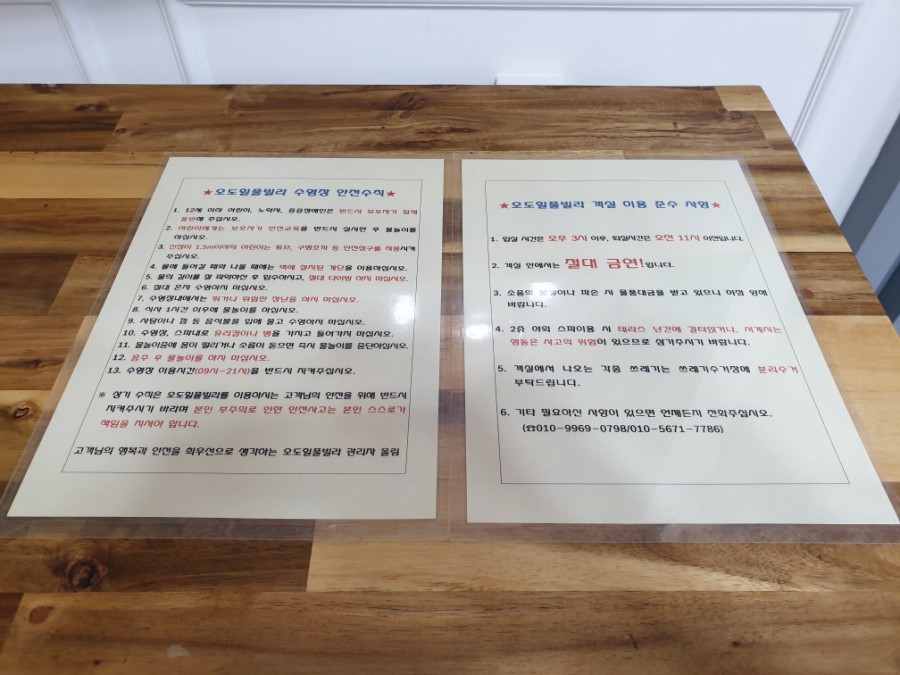 ★오도일풀빌라 수영장 안전수칙★
1. 12세 이하 어린이, 노약자, 음주장애인은 반드시 보호자가 함께
동반해 주십시오.
2. 어린이에게는 보호자가 안전교육을 반드시 실시한 후 물놀이를
하십시오.
3. 신장이 1.5m이하의 어린이는 튜브, 구명조끼 등 안전장구를 착용시켜
주십시오.
4. 물에 들어갈 때와 나올 때에는 벽에 설치된 계단을 이용하십시오.
5. 물의 깊이를 잘 파악하신 후 입수하시고, 절대 다이빙 하지 마십시오.
6. 절대 혼자 수영하지 마십시오.
7. 수영장내에서는 뛰거나 위험한 장난을 하지 마십시오.
8. 식사 1시간 이후에 물놀이를 하십시오.
9. 사탕이나 껌 등 음식물을 입에 물고 수영하지 마십시오.
10. 수영장, 스파내로 유리컵이나 병을 가지고 들어가지 마십시오.
11. 물놀이중에 몸이 떨리거나 소름이 돋으면 즉시 물놀이를 중단하십시오.
12. 음주 후 물놀이를 하지 마십시오.
13. 수영장 이용시간(09시~21시)을 반드시 지켜주십시오.
※ 상기 수칙은 오도일풀빌라를 이용하시는 고객님의 안전을 위해 반드시
지켜주시기 바라며 본인 부주의로 인한 안전사고는 본인 스스로가
책임을 지셔야 합니다.
고객님의 행복과 안전을 최우선으로 생각하는 오도일풀빌라 관리자 올림
★오도일풀빌라 객실 이용 준수 사항★
1. 입실 시간은 오후 3시 이후, 퇴실시간은 오전 11시 이전입니다.
2. 객실 안에서는 절대 금연!입니다.
3. 소품의 분실이나 파손 시 물품대금을 받고 있으니 이점 양해
바랍니다.
4. 2층 야외 스파이용 시 테라스 난간에 걸터앉거나, 서계시는
행동은 사고의 위험이 있으므로 삼가주시기 바랍니다.
5. 객실에서 나오는 각종 쓰레기는 쓰레기수거장에 분리수거
부탁드립니다.
6. 기타 필요하신 사항이 있으면 언제든지 전화주십시오.
(☎010-9969-0798/010-5671-7786)